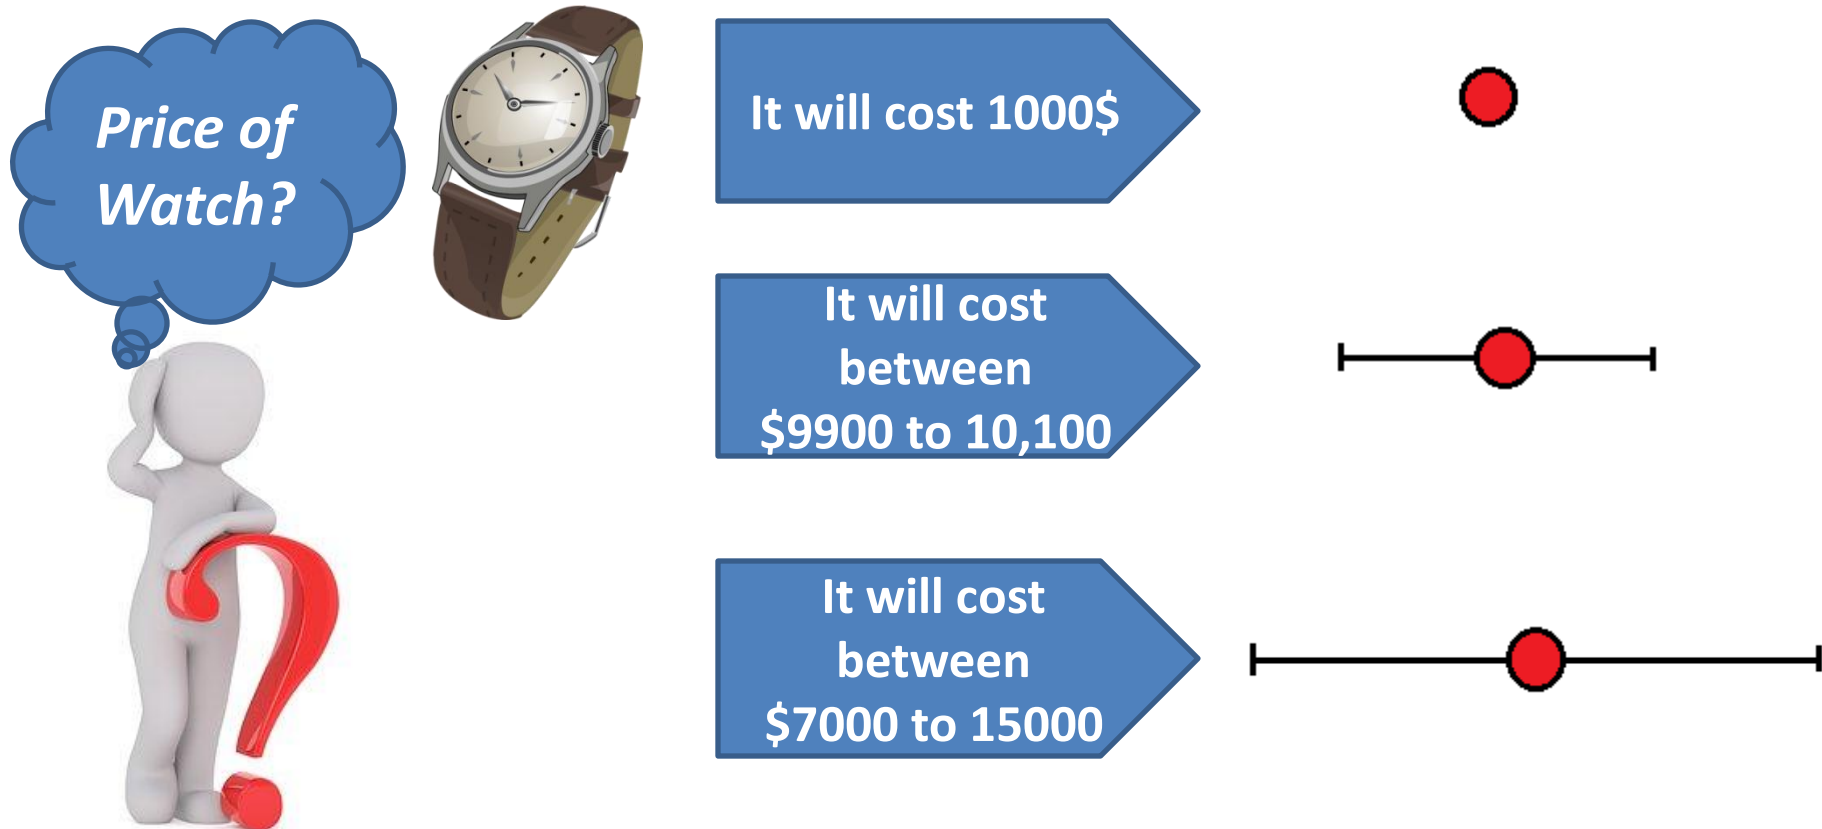 Price of
Watch?
It will cost 1000$
It will cost
between
$9900 to 10,100
It will cost
between
$7000 to 15000